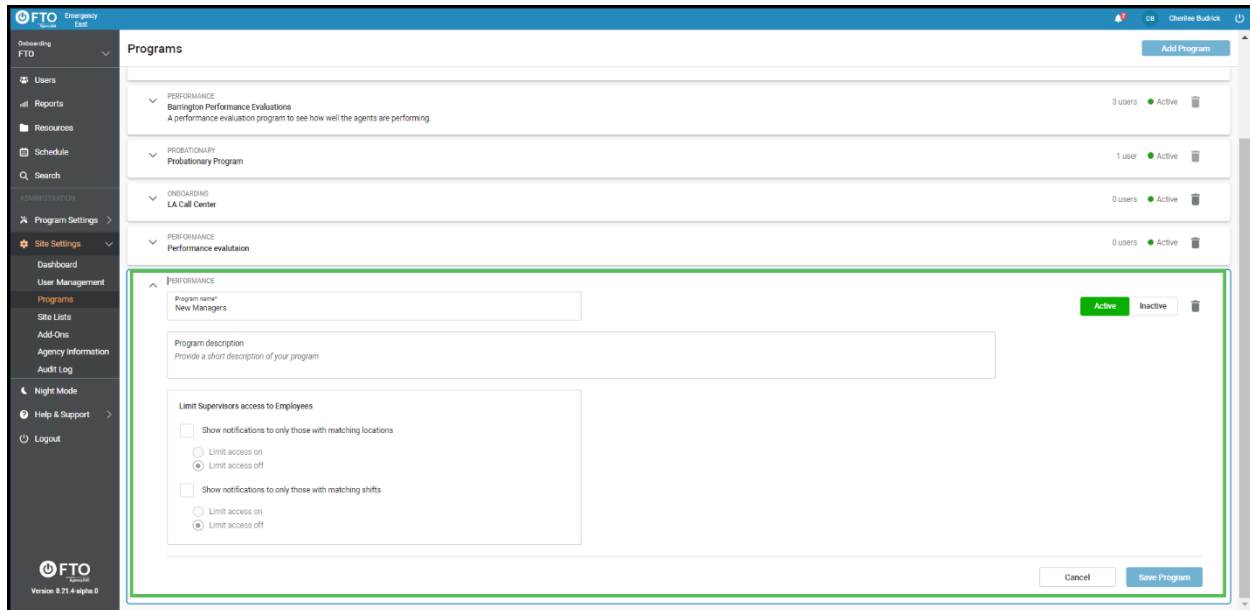 FTO
Emergency
East
2
CB
Cherilee Budrick
Onboarding
FTO
Programs
Add Program
Users
Reports
Resources
Schedule
Search
ADMINISTRATION
Program Settings
Site Settings
Dashboard
User Management
Programs
Site Lists
Add-Ons
Agency Information
Audit Log
Night Mode
Help & Support
Logout
FTO
Version 8.21.4-alpha.0
PERFORMANCE
Barrington Performance Evaluations
A performance evaluation program to see how well the agents are performing.
3 users
Active
PROBATIONARY
Probationary Program
1 user
Active
ONBOARDING
LA Call Center
0 users
Active
PERFORMANCE
Performance evalutaion
0 users
Active
PERFORMANCE
Program name*
New Managers
Active
Inactive
Program description
Provide a short description of your program
Limit Supervisors access to Employees
Show notifications to only those with matching locations
Limit access on
Limit access off
Show notifications to only those with matching shifts
Limit access on
Limit access off
Cancel
Save Program